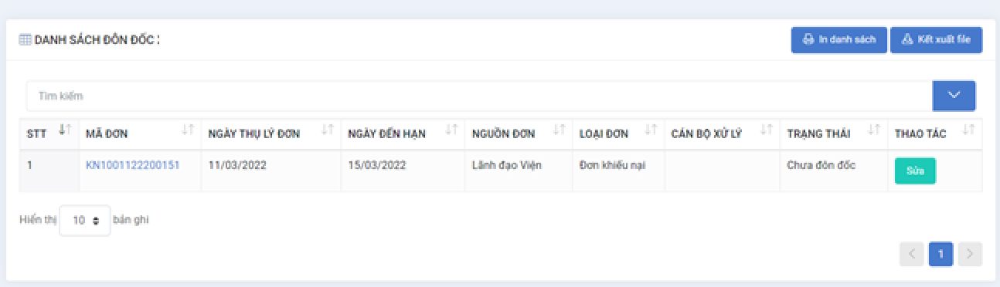 DANH SÁCH ĐÔN ĐỐC :
In danh sách
Kết xuất file
Tìm kiếm
STT MÃ ĐƠN NGÀY THỤ LÝ ĐƠN NGÀY ĐẾN HẠN NGUỒN ĐƠN LOẠI ĐƠN CÁN BỘ XỬ LÝ TRẠNG THÁI THAO TÁC
1 KN1001122200151 11/03/2022 15/03/2022 Lãnh đạo Viện Đơn khiếu nại Chưa đôn đốc Sửa
Hiển thị 10 bản ghi
1